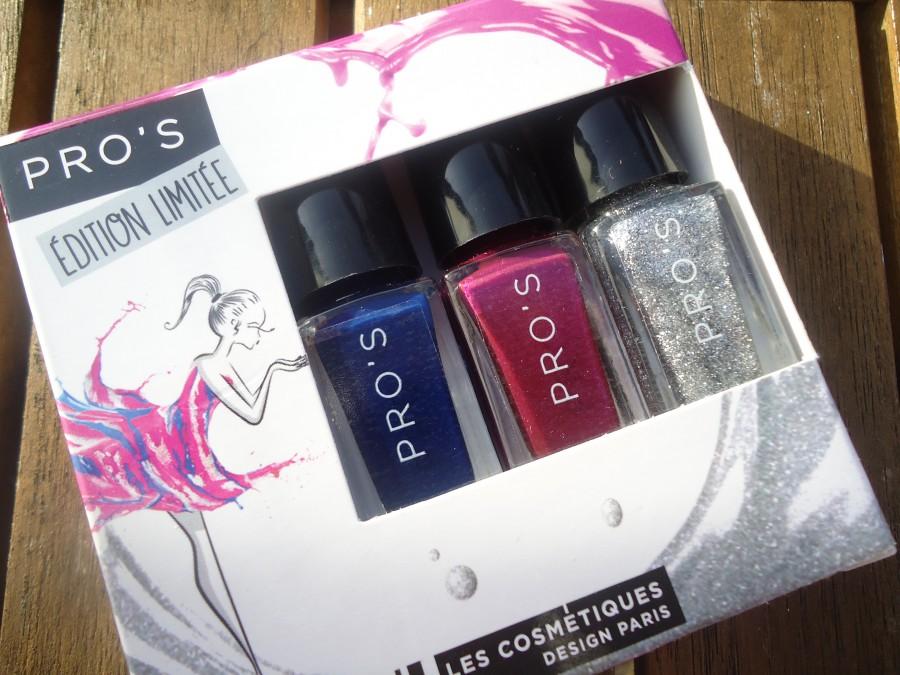 PRO'S
ÉDITION LIMITÉE
PRO'S
PRO'S
PRO'S
LES COSMÉTIQUES
DESIGN PARIS